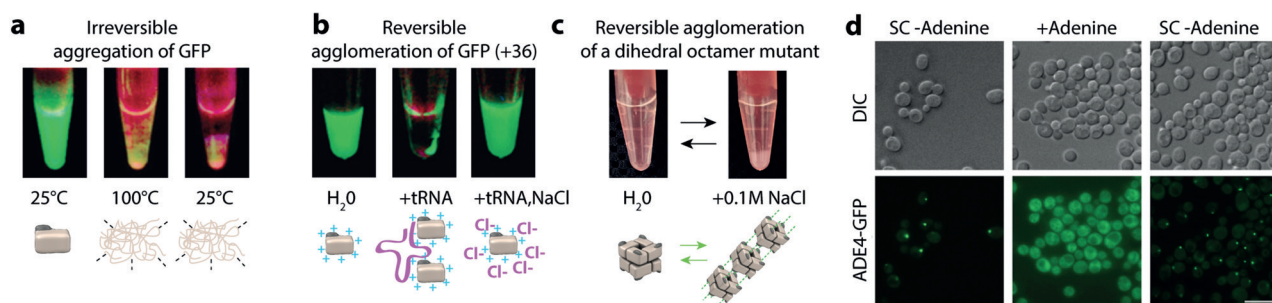 a
Irreversible
aggregation of GFP
25°C
100°C
25°C
b
Reversible
agglomeration of GFP (+36)
H₂0
+tRNA
+tRNA,NaCl
Cl-
Cl-
Cl-
Cl-
Cl-
Cl-
c
Reversible agglomeration
of a dihedral octamer mutant
H₂0
+0.1M NaCl
d
SC -Adenine
+Adenine
SC -Adenine
DIC
ADE4-GFP